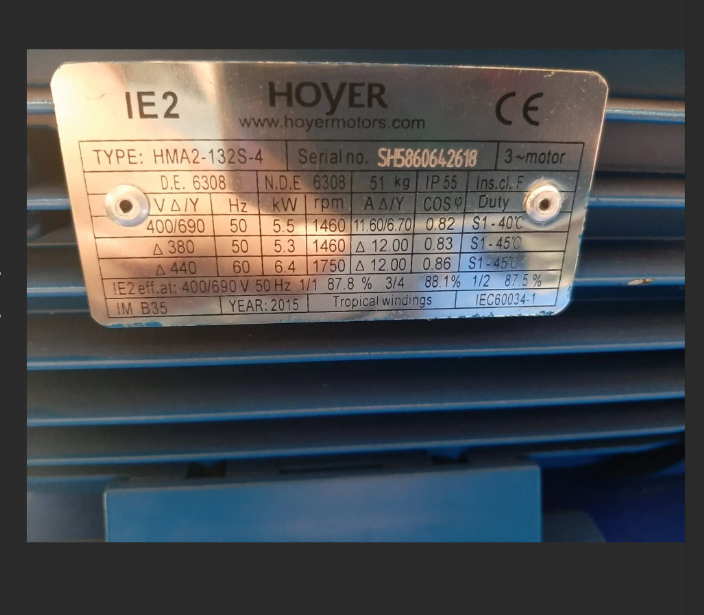 IE2 HOYER CE
www.hoyermotors.com
TYPE: HMA2-132S-4 Serial no. SH5860642618 3~motor
D.E. 6308 N.D.E 6308 51 kg IP 55 Ins.cl. F
V Δ/Y Hz kW rpm A Δ/Y COS φ Duty
400/690 50 5.5 1460 11.60/6.70 0.82 S1 - 40°C
Δ 380 50 5.3 1460 Δ 12.00 0.83 S1 - 45°C
Δ 440 60 6.4 1750 Δ 12.00 0.86 S1 - 45°C
IE2 eff.at: 400/690 V 50 Hz 1/1 87.8 % 3/4 88.1% 1/2 87.5 %
IM B35 YEAR: 2015 Tropical windings IEC60034-1